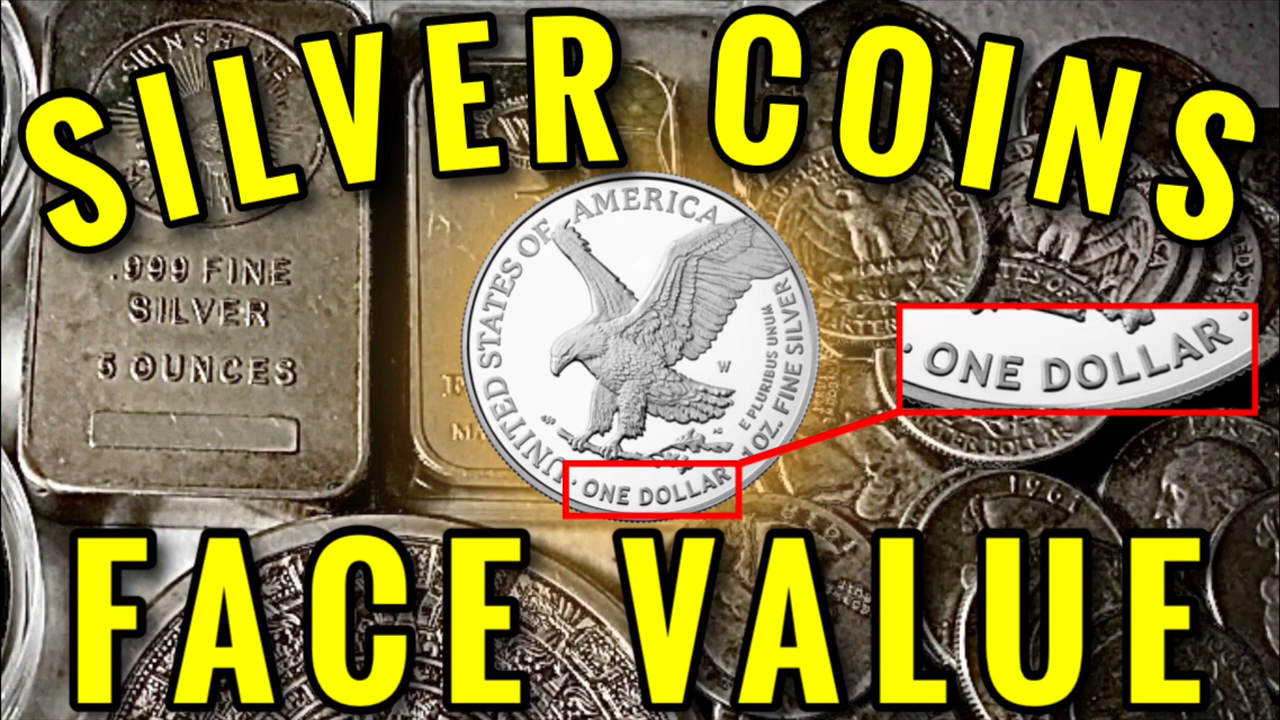 SILVER COINS
SUNSHINE
.999 FINE
SILVER
5 OUNCES
UNITED STATES OF AMERICA
W
E PLURIBUS UNUM
1 OZ. FINE SILVER
· ONE DOLLAR
· ONE DOLLAR ·
FACE VALUE